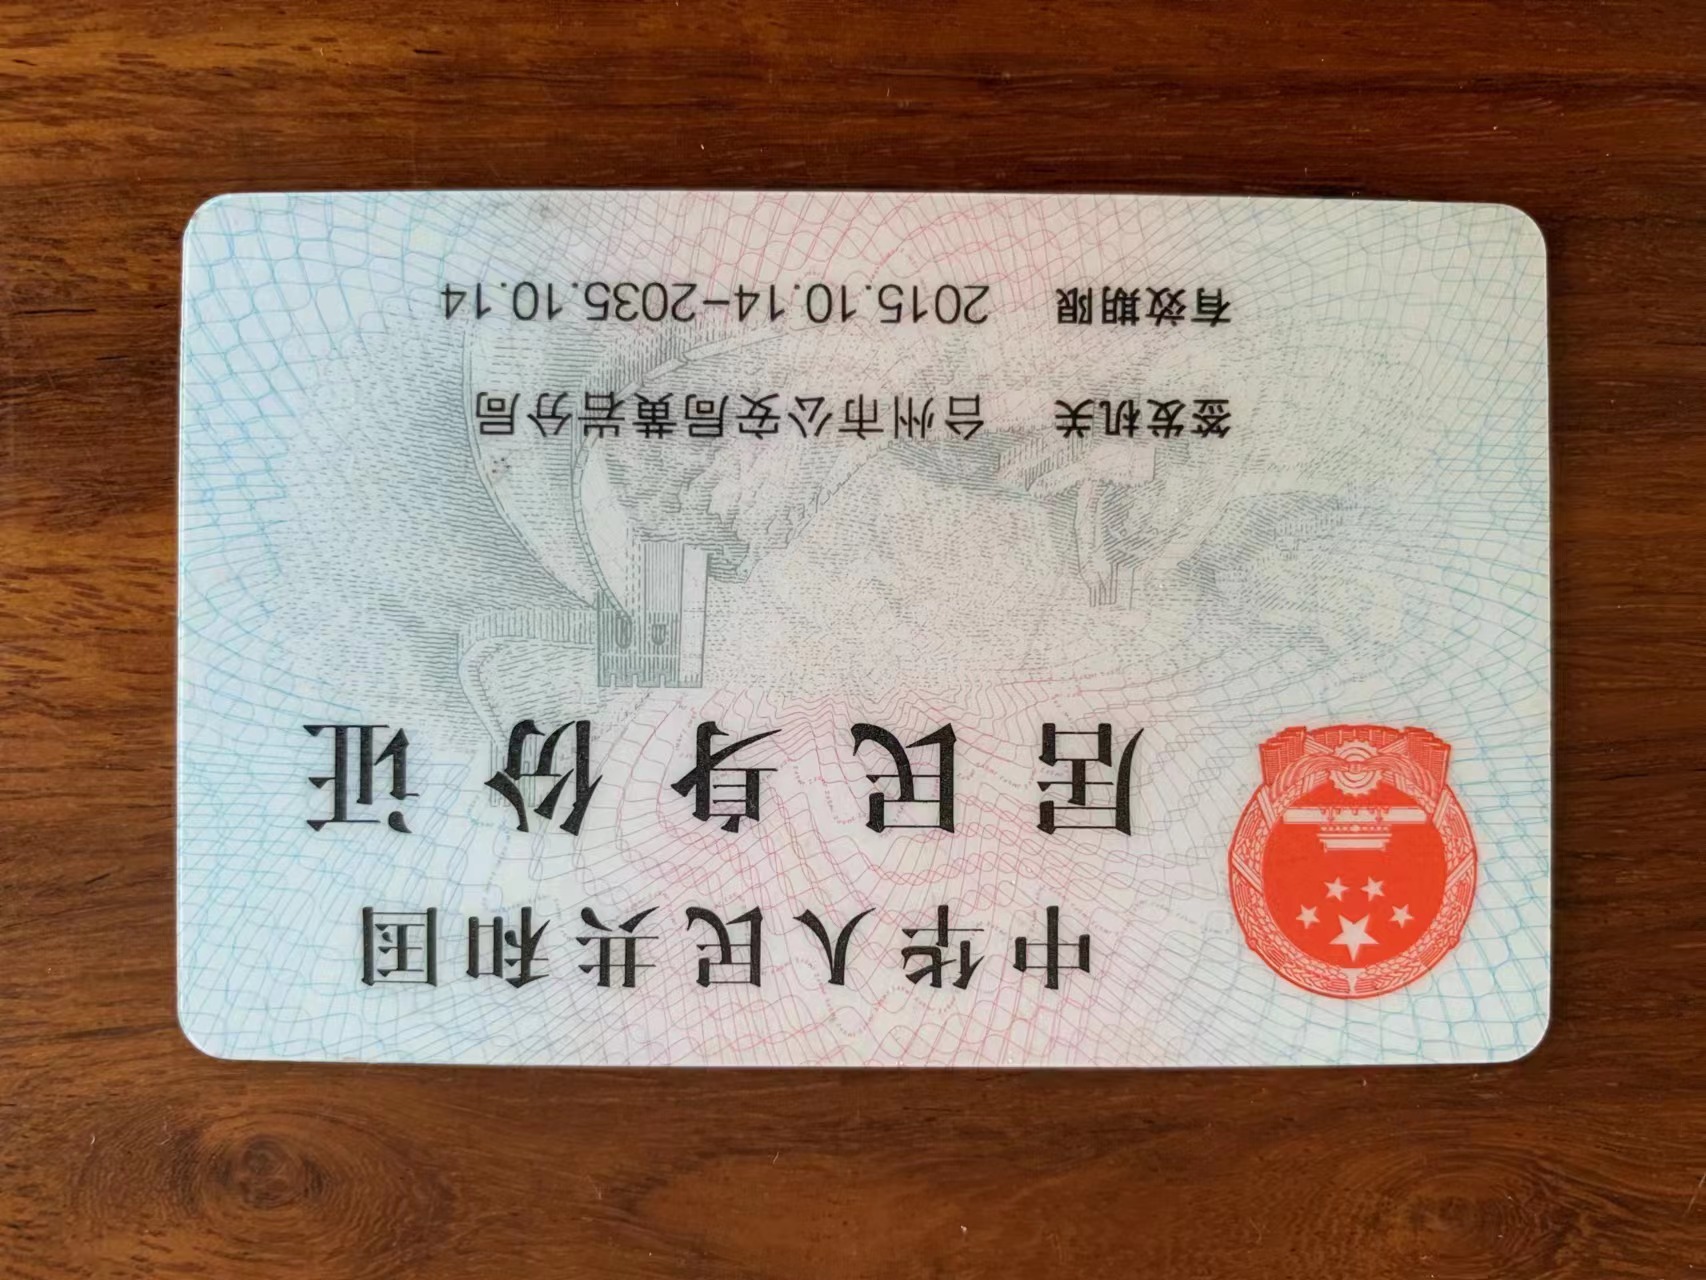 中华人民共和国
居民身份证
签发机关 台州市公安局黄岩分局
有效期限 2015.10.14-2035.10.14